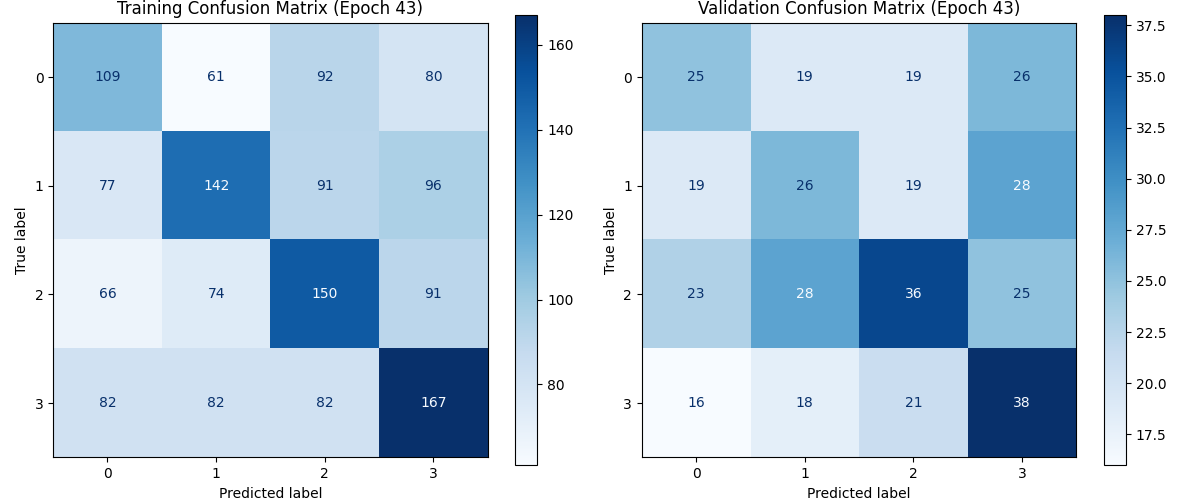 Training Confusion Matrix (Epoch 43)
True label
0 109 61 92 80
1 77 142 91 96
2 66 74 150 91
3 82 82 82 167
0 1 2 3
Predicted label
160
140
120
100
80
Validation Confusion Matrix (Epoch 43)
True label
0 25 19 19 26
1 19 26 19 28
2 23 28 36 25
3 16 18 21 38
0 1 2 3
Predicted label
37.5
35.0
32.5
30.0
27.5
25.0
22.5
20.0
17.5